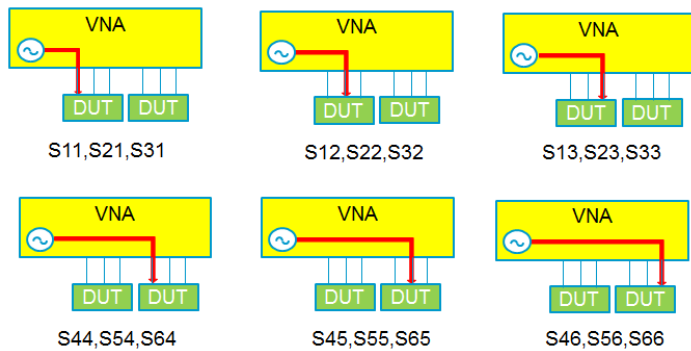 VNA
DUT DUT
S11,S21,S31
VNA
DUT DUT
S12,S22,S32
VNA
DUT DUT
S13,S23,S33
VNA
DUT DUT
S44,S54,S64
VNA
DUT DUT
S45,S55,S65
VNA
DUT DUT
S46,S56,S66